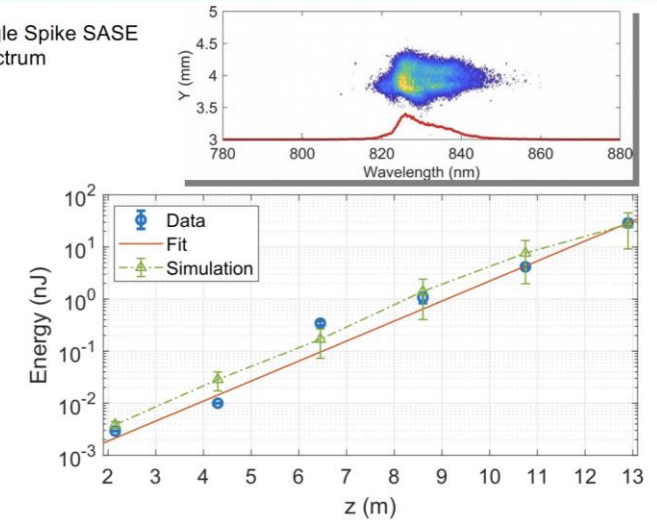 gle Spike SASE
ctrum
5
4.5
4
3.5
3
Y (mm)
780 800 820 840 860 880
Wavelength (nm)
10² 
10¹
10⁰
10⁻¹
10⁻²
10⁻³
Energy (nJ)
Data
Fit
Simulation
2 3 4 5 6 7 8 9 10 11 12 13
z (m)